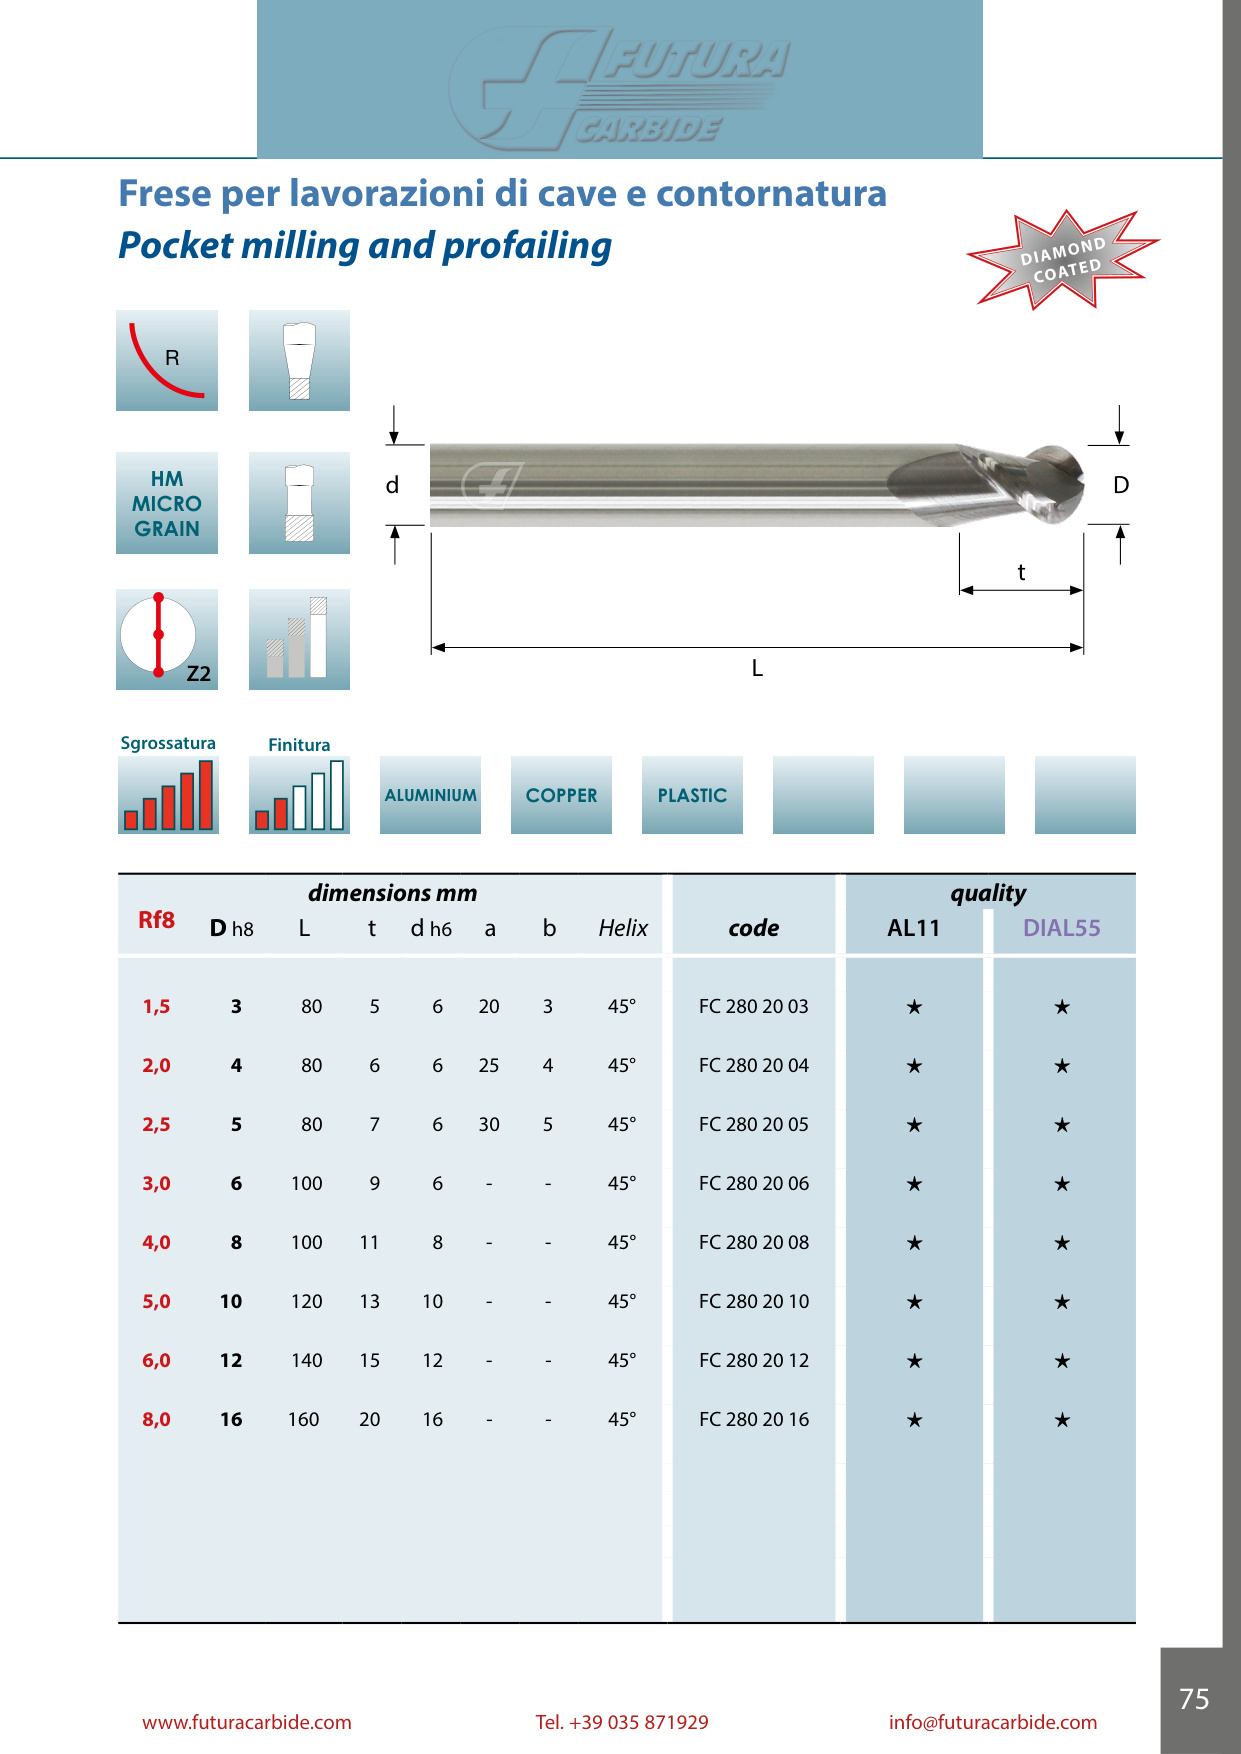 FUTURA
CARBIDE
Frese per lavorazioni di cave e contornatura
Pocket milling and profailing
DIAMOND
COATED
R
HM
MICRO
GRAIN
Z2
d
D
t
L
Sgrossatura
Finitura
ALUMINIUM
COPPER
PLASTIC
dimensions mm
quality
Rf8 D h8 L t d h6 a b Helix code AL11 DIAL55
1,5 3 80 5 6 20 3 45° FC 280 20 03 ★ ★
2,0 4 80 6 6 25 4 45° FC 280 20 04 ★ ★
2,5 5 80 7 6 30 5 45° FC 280 20 05 ★ ★
3,0 6 100 9 6 - - 45° FC 280 20 06 ★ ★
4,0 8 100 11 8 - - 45° FC 280 20 08 ★ ★
5,0 10 120 13 10 - - 45° FC 280 20 10 ★ ★
6,0 12 140 15 12 - - 45° FC 280 20 12 ★ ★
8,0 16 160 20 16 - - 45° FC 280 20 16 ★ ★
75
www.futuracarbide.com Tel. +39 035 871929 info@futuracarbide.com